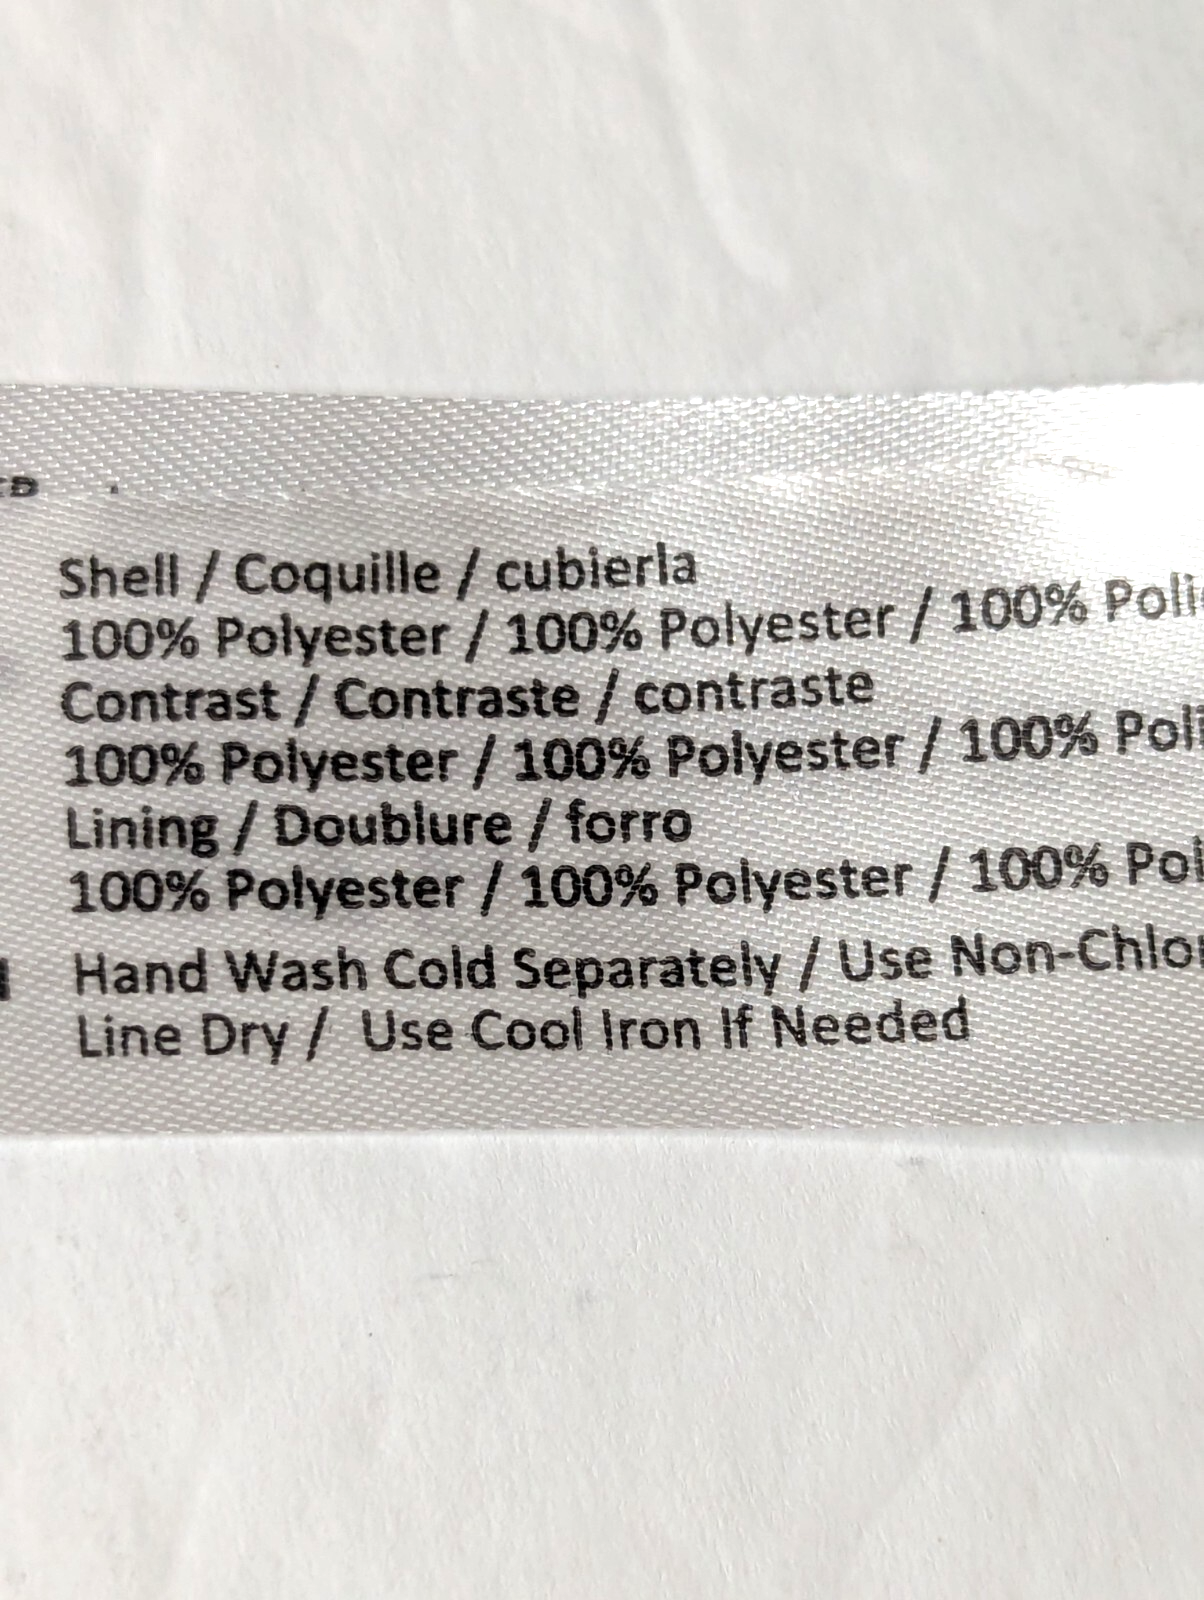 Shell / Coquille / cubierla
100% Polyester / 100% Polyester / 100%
Contrast / Contraste / contraste
100% Polyester / 100% Polyester / 100%
Lining / Doublure / forro
100% Polyester / 100% Polyester / 100%
Hand Wash Cold Separately / Use
Line Dry / Use Cool Iron If Needed